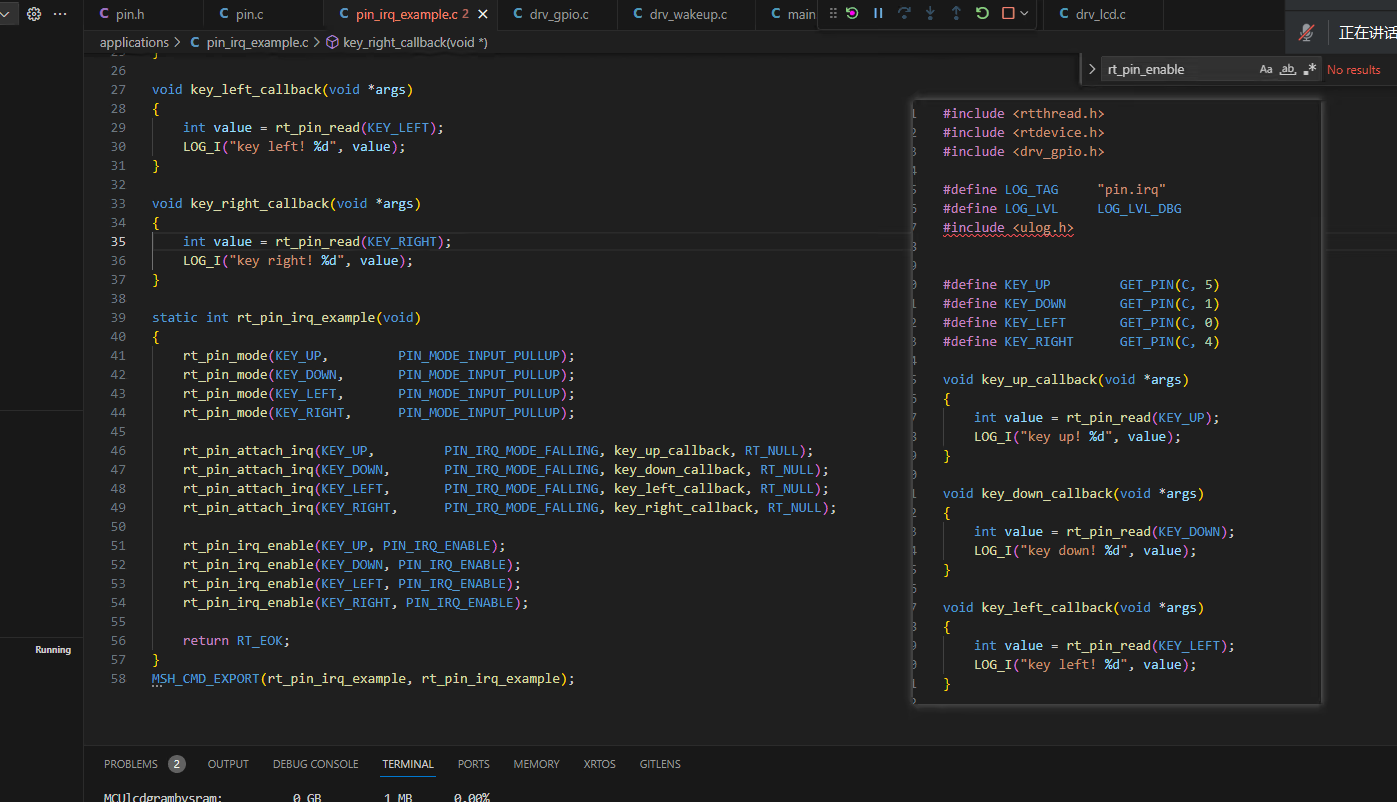 pin.h
pin.c
pin_irq_example.c 2
drv_gpio.c
drv_wakeup.c
main
drv_lcd.c
正在讲话
applications > pin_irq_example.c > key_right_callback(void *)
rt_pin_enable
Aa ab .*
No results
26
27 void key_left_callback(void *args)
28 {
29 int value = rt_pin_read(KEY_LEFT);
30 LOG_I("key left! %d", value);
31 }
32
33 void key_right_callback(void *args)
34 {
35 int value = rt_pin_read(KEY_RIGHT);
36 LOG_I("key right! %d", value);
37 }
38
39 static int rt_pin_irq_example(void)
40 {
41 rt_pin_mode(KEY_UP, PIN_MODE_INPUT_PULLUP);
42 rt_pin_mode(KEY_DOWN, PIN_MODE_INPUT_PULLUP);
43 rt_pin_mode(KEY_LEFT, PIN_MODE_INPUT_PULLUP);
44 rt_pin_mode(KEY_RIGHT, PIN_MODE_INPUT_PULLUP);
45
46 rt_pin_attach_irq(KEY_UP, PIN_IRQ_MODE_FALLING, key_up_callback, RT_NULL);
47 rt_pin_attach_irq(KEY_DOWN, PIN_IRQ_MODE_FALLING, key_down_callback, RT_NULL);
48 rt_pin_attach_irq(KEY_LEFT, PIN_IRQ_MODE_FALLING, key_left_callback, RT_NULL);
49 rt_pin_attach_irq(KEY_RIGHT, PIN_IRQ_MODE_FALLING, key_right_callback, RT_NULL);
50
51 rt_pin_irq_enable(KEY_UP, PIN_IRQ_ENABLE);
52 rt_pin_irq_enable(KEY_DOWN, PIN_IRQ_ENABLE);
53 rt_pin_irq_enable(KEY_LEFT, PIN_IRQ_ENABLE);
54 rt_pin_irq_enable(KEY_RIGHT, PIN_IRQ_ENABLE);
55
56 return RT_EOK;
57 }
58 MSH_CMD_EXPORT(rt_pin_irq_example, rt_pin_irq_example);
#include <rtthread.h>
#include <rtdevice.h>
#include <drv_gpio.h>
#define LOG_TAG "pin.irq"
#define LOG_LVL LOG_LVL_DBG
#include <ulog.h>
#define KEY_UP GET_PIN(C, 5)
#define KEY_DOWN GET_PIN(C, 1)
#define KEY_LEFT GET_PIN(C, 0)
#define KEY_RIGHT GET_PIN(C, 4)
void key_up_callback(void *args)
{
int value = rt_pin_read(KEY_UP);
LOG_I("key up! %d", value);
}
void key_down_callback(void *args)
{
int value = rt_pin_read(KEY_DOWN);
LOG_I("key down! %d", value);
}
void key_left_callback(void *args)
{
int value = rt_pin_read(KEY_LEFT);
LOG_I("key left! %d", value);
}
Running
PROBLEMS 2 OUTPUT DEBUG CONSOLE TERMINAL PORTS MEMORY XRTOS GITLENS
MCUlcdgrambysram: 0 GB 1 MB 0.00%